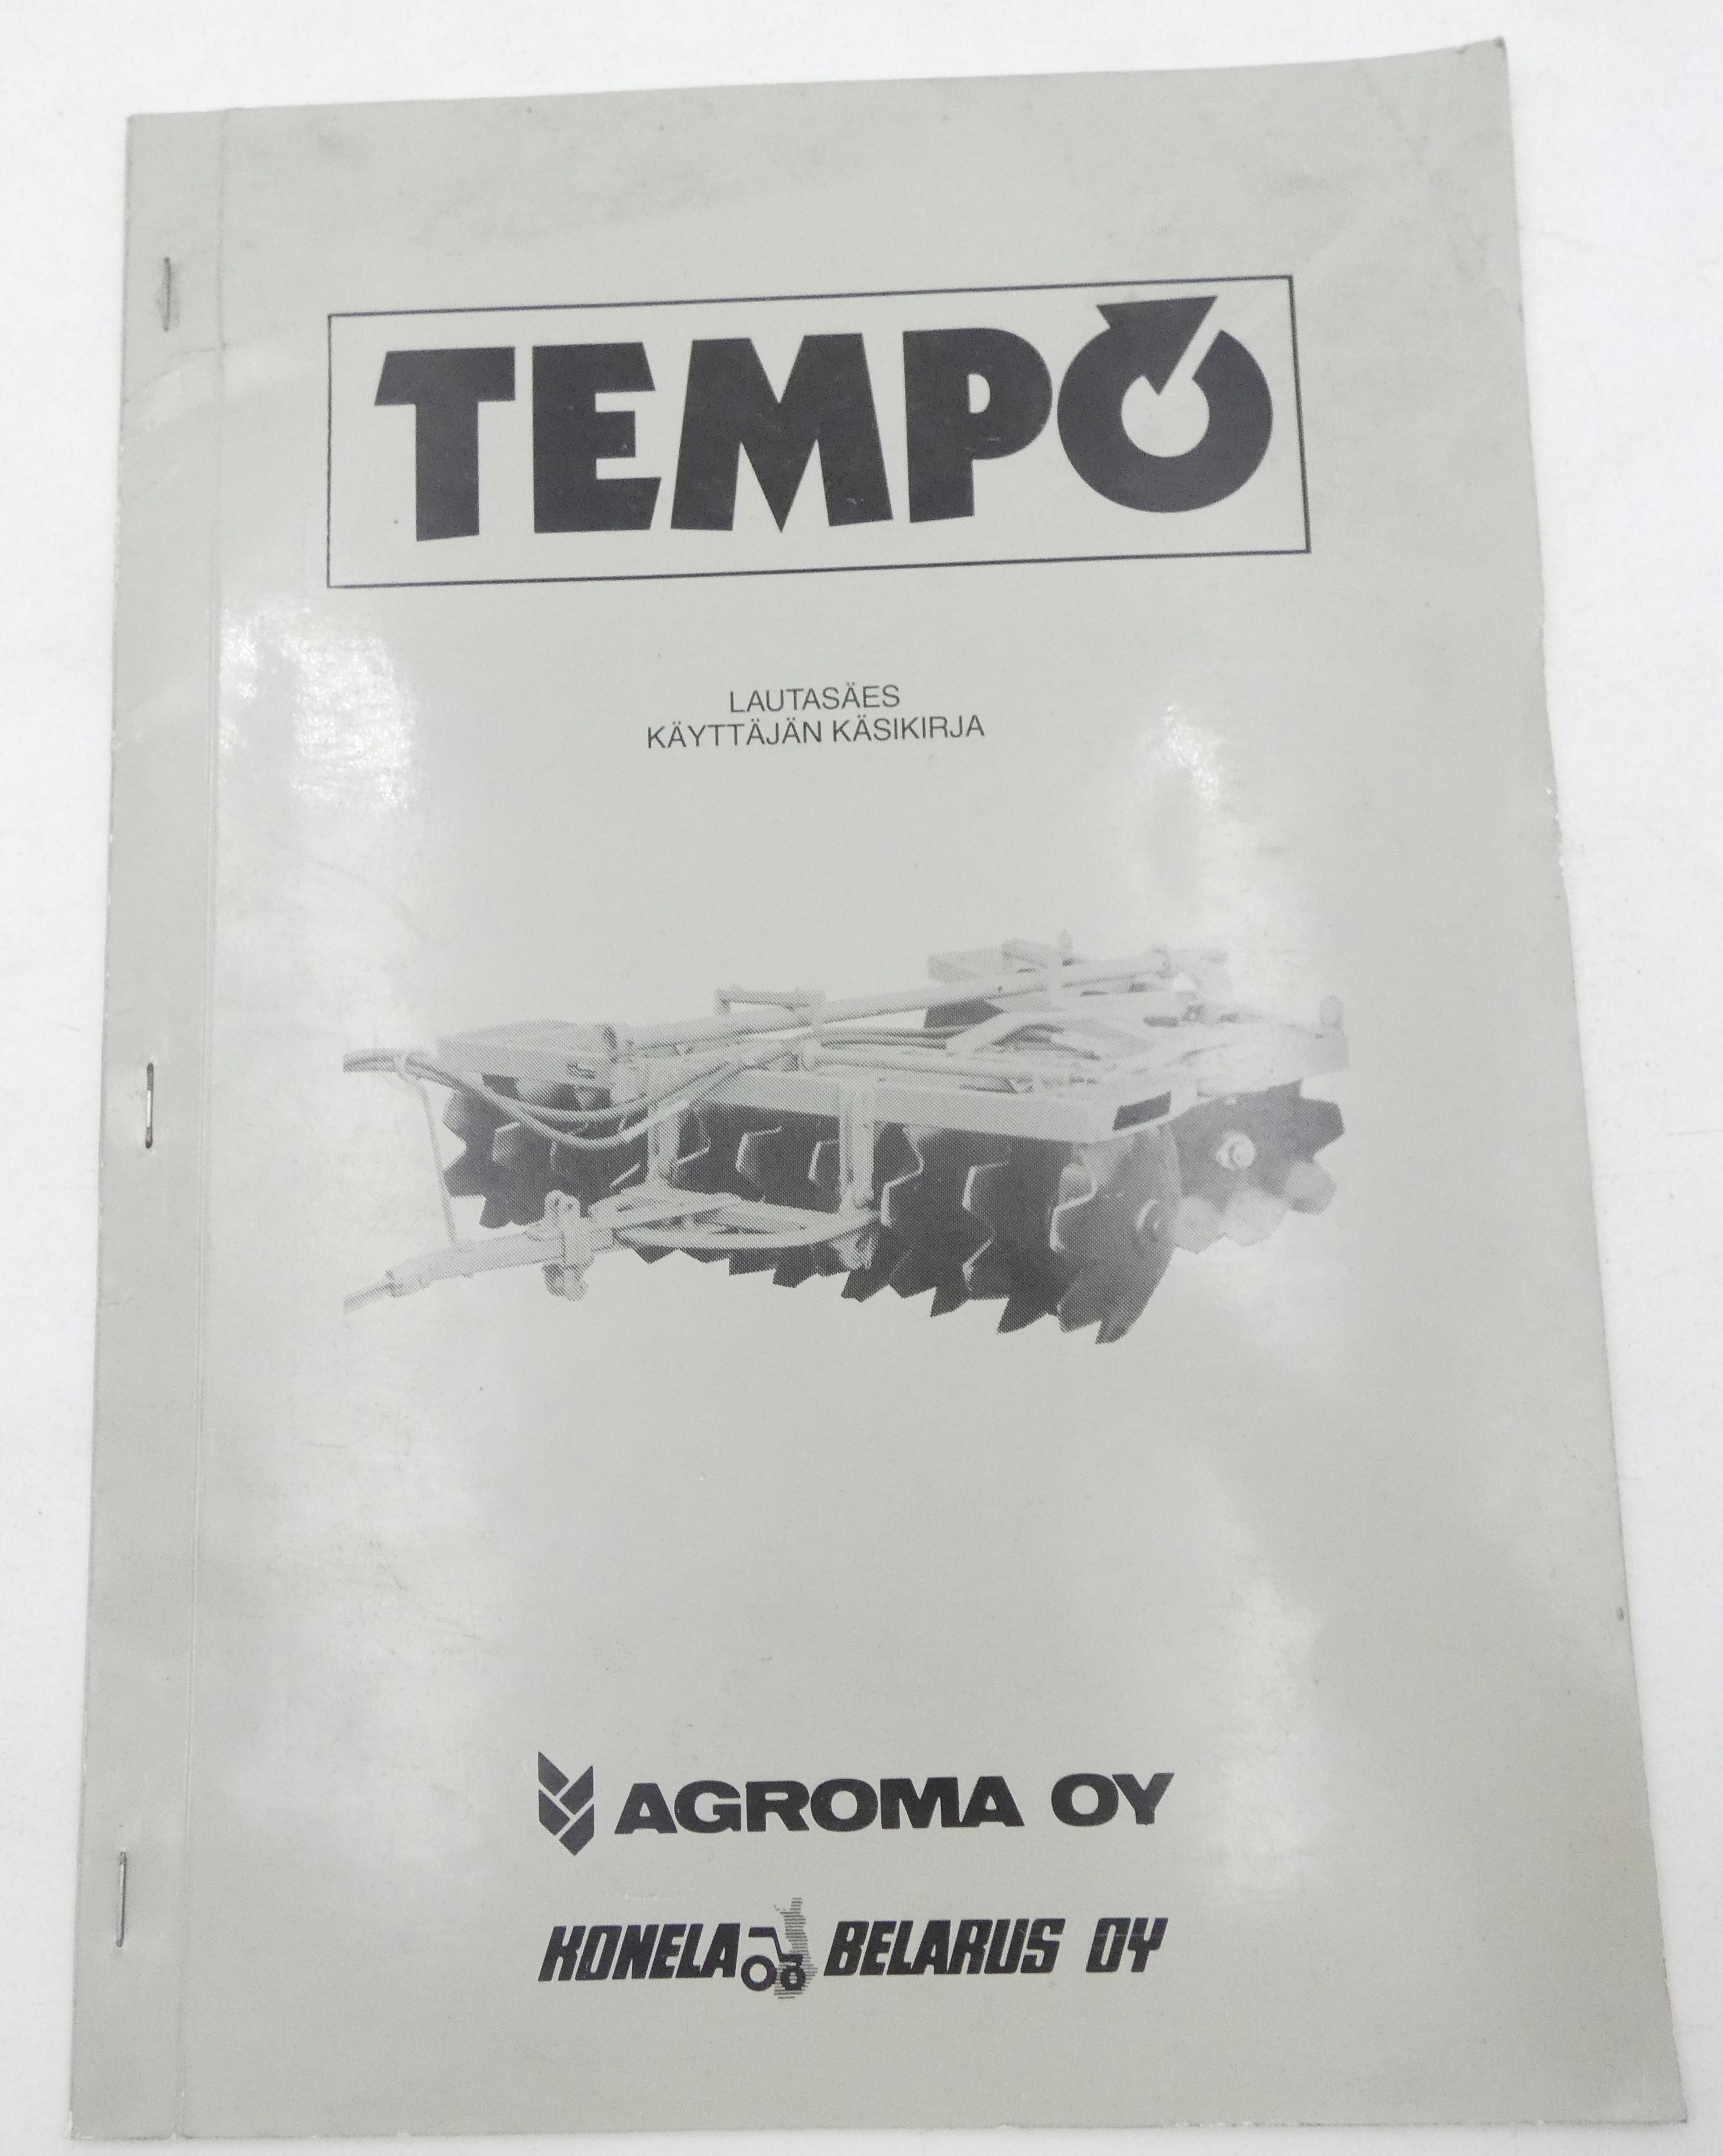 TEMPO
LAUTASÄES
KÄYTTÄJÄN KÄSIKIRJA
AGROMA OY
KONELA BELARUS OY